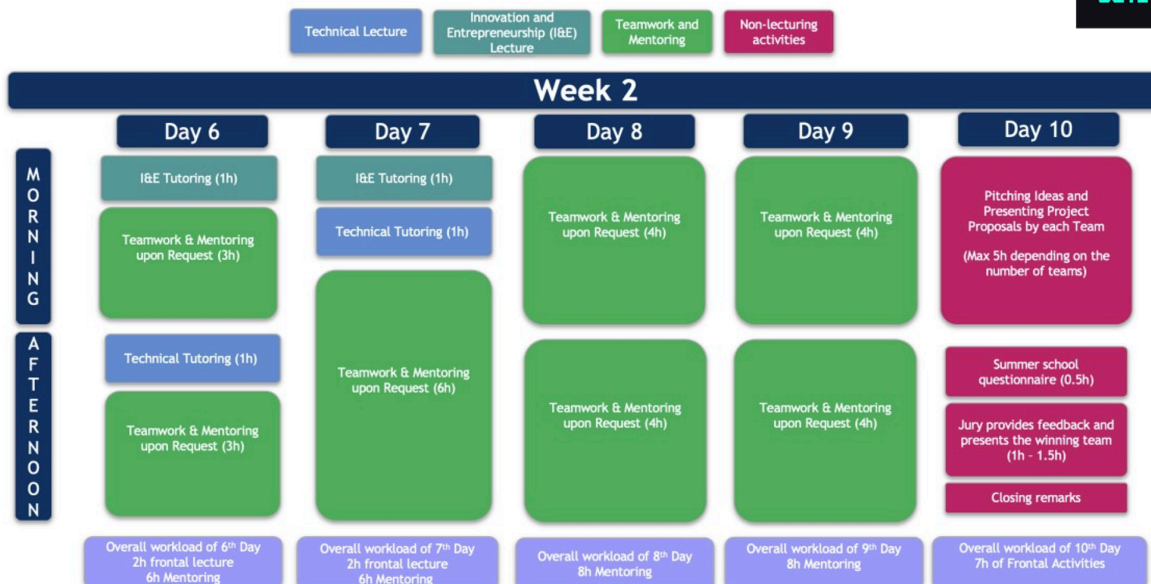 Technical Lecture
Innovation and
Entrepreneurship (I&E)
Lecture
Teamwork and
Mentoring
Non-lecturing
activities
Week 2
Day 6
Day 7
Day 8
Day 9
Day 10
MORNING
I&E Tutoring (1h)
Teamwork & Mentoring
upon Request (3h)
I&E Tutoring (1h)
Technical Tutoring (1h)
Teamwork & Mentoring
upon Request (4h)
Teamwork & Mentoring
upon Request (4h)
Pitching Ideas and
Presenting Project
Proposals by each Team
(Max 5h depending on the
number of teams)
AFTERNOON
Technical Tutoring (1h)
Teamwork & Mentoring
upon Request (3h)
Teamwork & Mentoring
upon Request (6h)
Teamwork & Mentoring
upon Request (4h)
Teamwork & Mentoring
upon Request (4h)
Summer school
questionnaire (0.5h)
Jury provides feedback and
presents the winning team
(1h - 1.5h)
Closing remarks
Overall workload of 6th Day
2h frontal lecture
6h Mentoring
Overall workload of 7th Day
2h frontal lecture
6h Mentoring
Overall workload of 8th Day
8h Mentoring
Overall workload of 9th Day
8h Mentoring
Overall workload of 10th Day
7h of Frontal Activities